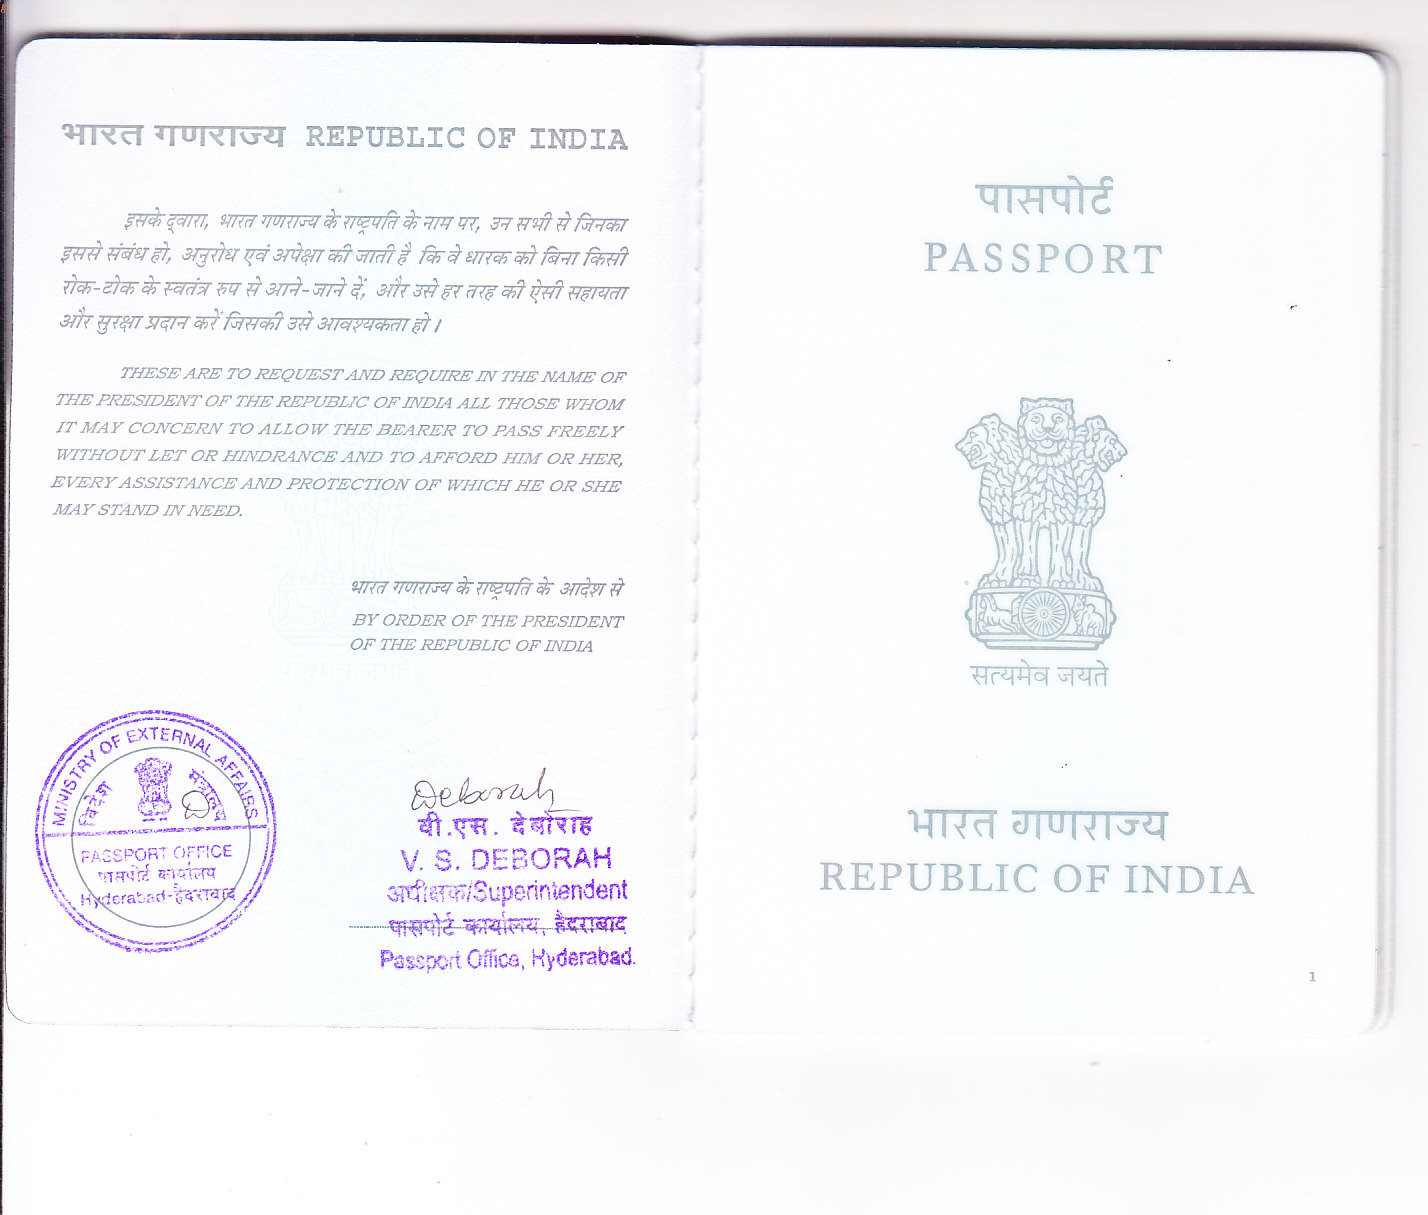 भारत गणराज्य REPUBLIC OF INDIA
इसके द्वारा, भारत गणराज्य के राष्ट्रपति के नाम पर, उन सभी से जिनका
इससे संबंध हो, अनुरोध एवं अपेक्षा की जाती है कि वे धारक को बिना किसी
रोक-टोक के स्वतंत्र रुप से आने-जाने दें, और उसे हर तरह की ऐसी सहायता
और सुरक्षा प्रदान करें जिसकी उसे आवश्यकता हो।
THESE ARE TO REQUEST AND REQUIRE IN THE NAME OF
THE PRESIDENT OF THE REPUBLIC OF INDIA ALL THOSE WHOM
IT MAY CONCERN TO ALLOW THE BEARER TO PASS FREELY
WITHOUT LET OR HINDRANCE AND TO AFFORD HIM OR HER,
EVERY ASSISTANCE AND PROTECTION OF WHICH HE OR SHE
MAY STAND IN NEED.
भारत गणराज्य के राष्ट्रपति के आदेश से
BY ORDER OF THE PRESIDENT
OF THE REPUBLIC OF INDIA
MINISTRY OF EXTERNAL AFFAIRS
विदेश मंत्रालय
PASSPORT OFFICE
पासपोर्ट कार्यालय
Hyderabad-हैदराबाद
Deborah
वी.एस. देबोराह
V. S. DEBORAH
अधीक्षक/Superintendent
पासपोर्ट कार्यालय, हैदराबाद
Passport Office, Hyderabad.
पासपोर्ट
PASSPORT
सत्यमेव जयते
भारत गणराज्य
REPUBLIC OF INDIA
1